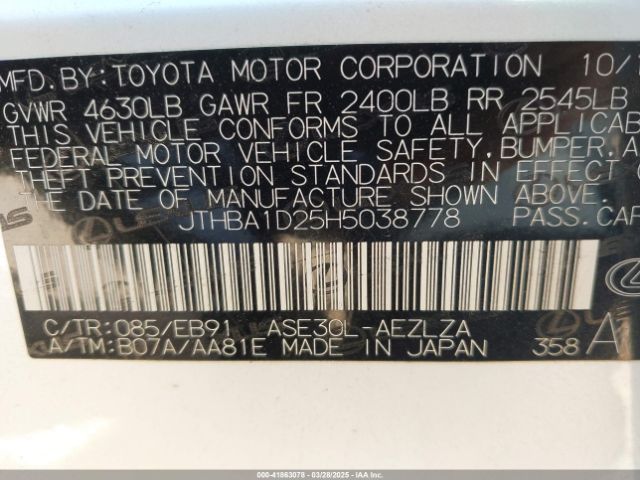 MFD. BY: TOYOTA MOTOR CORPORATION 10/
GVWR 4630LB GAWR FR 2400LB RR 2545LB
THIS VEHICLE CONFORMS TO ALL APPLICAB
FEDERAL MOTOR VEHICLE SAFETY, BUMPER, A
THEFT PREVENTION STANDARDS IN EFFECT O
THE DATE OF MANUFACTURE SHOWN ABOVE.
JTHBA1D25H5038778 PASS. CAR
C/TR: 085/EB91 ASE30L-AEZLZA
A/TM: B07A/AA81E MADE IN JAPAN 358 A
000-41863078 | 03/28/2025 - COPART.COM